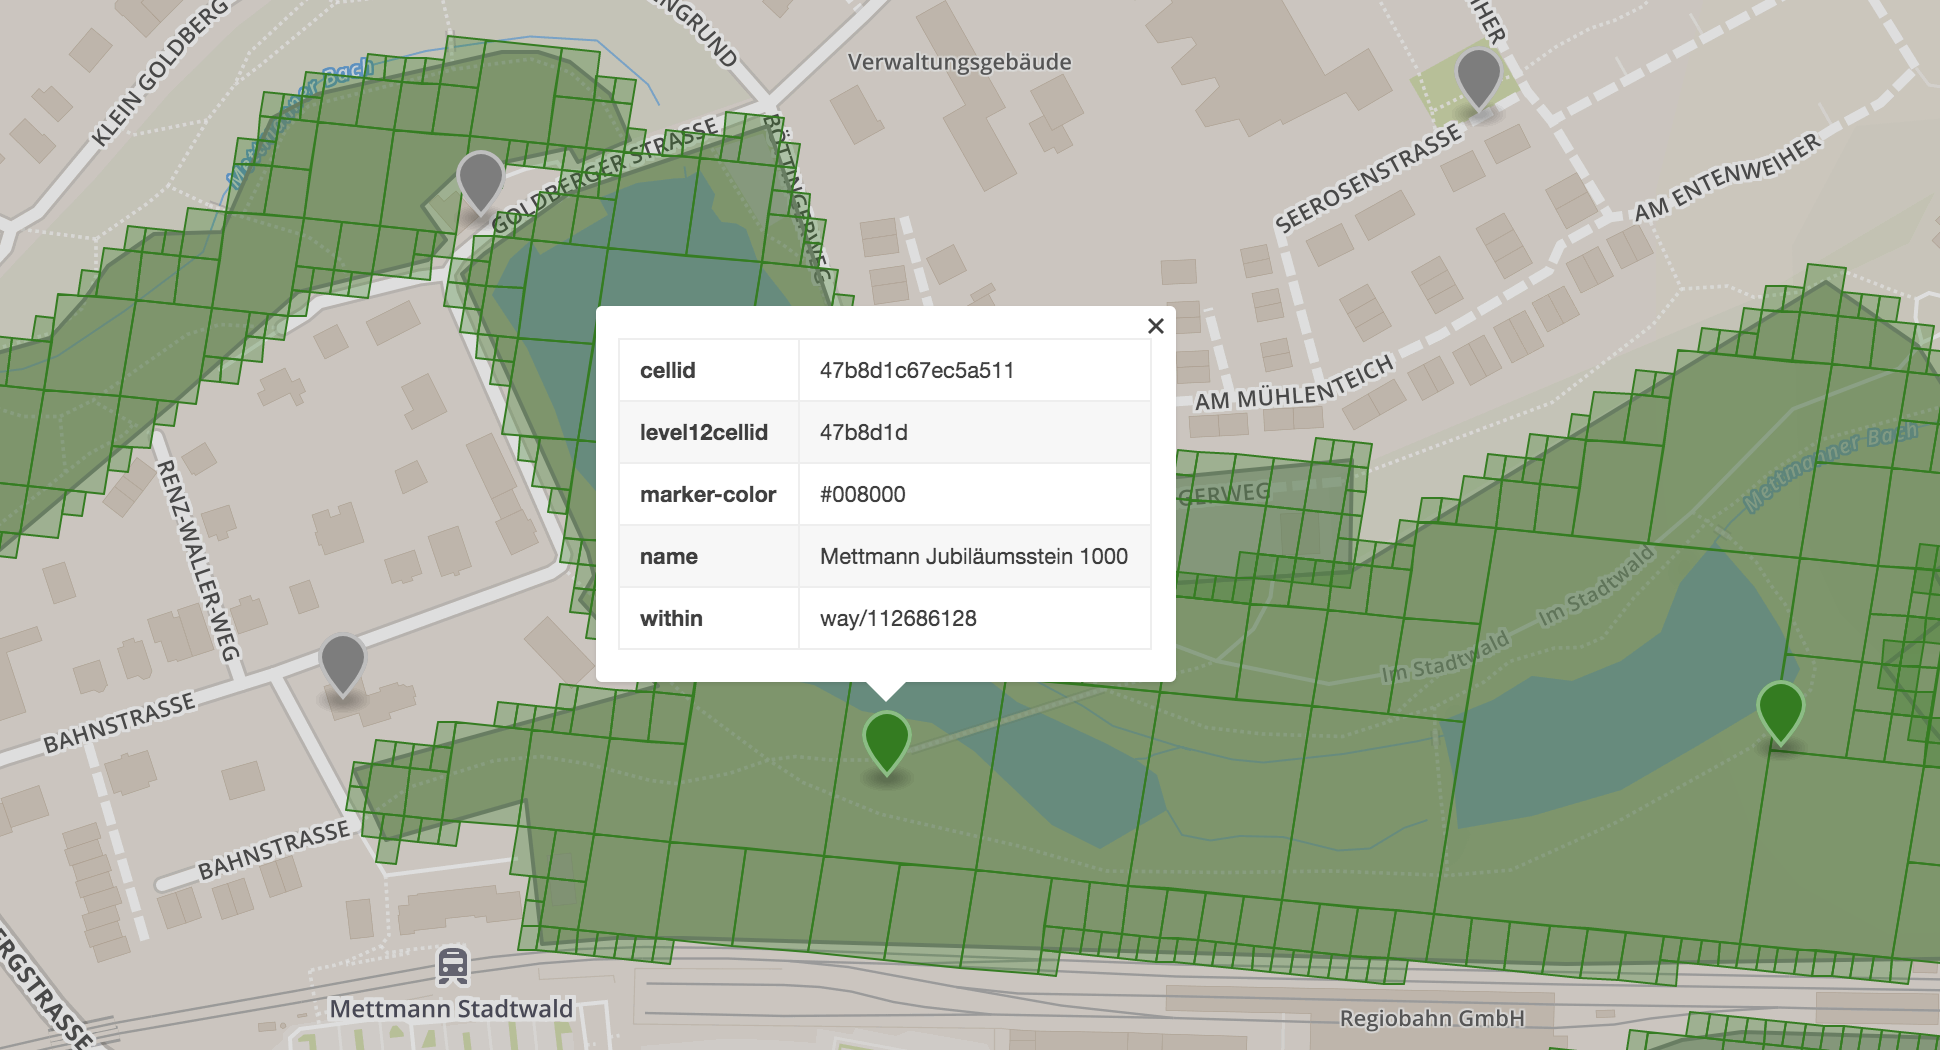 KLEIN GOLDBERG
NGRUND
Mettmanner Bach
Verwaltungsgebäude
IHER
GOLDBERGER STRASSE
BÖTTINGERWEG
SEEROSENSTRASSE
AM ENTENWEIHER
AM MÜHLENTEICH
cellid 47b8d1c67ec5a511
level12cellid 47b8d1d
marker-color #008000
name Mettmann Jubiläumsstein 1000
within way/112686128
GERWEG
Mettmanner Bach
Im Stadtwald
Im Stadtwald
RENZ-WALLER-WEG
BAHNSTRASSE
BAHNSTRASSE
ERGSTRASSE
Mettmann Stadtwald
Regiobahn GmbH